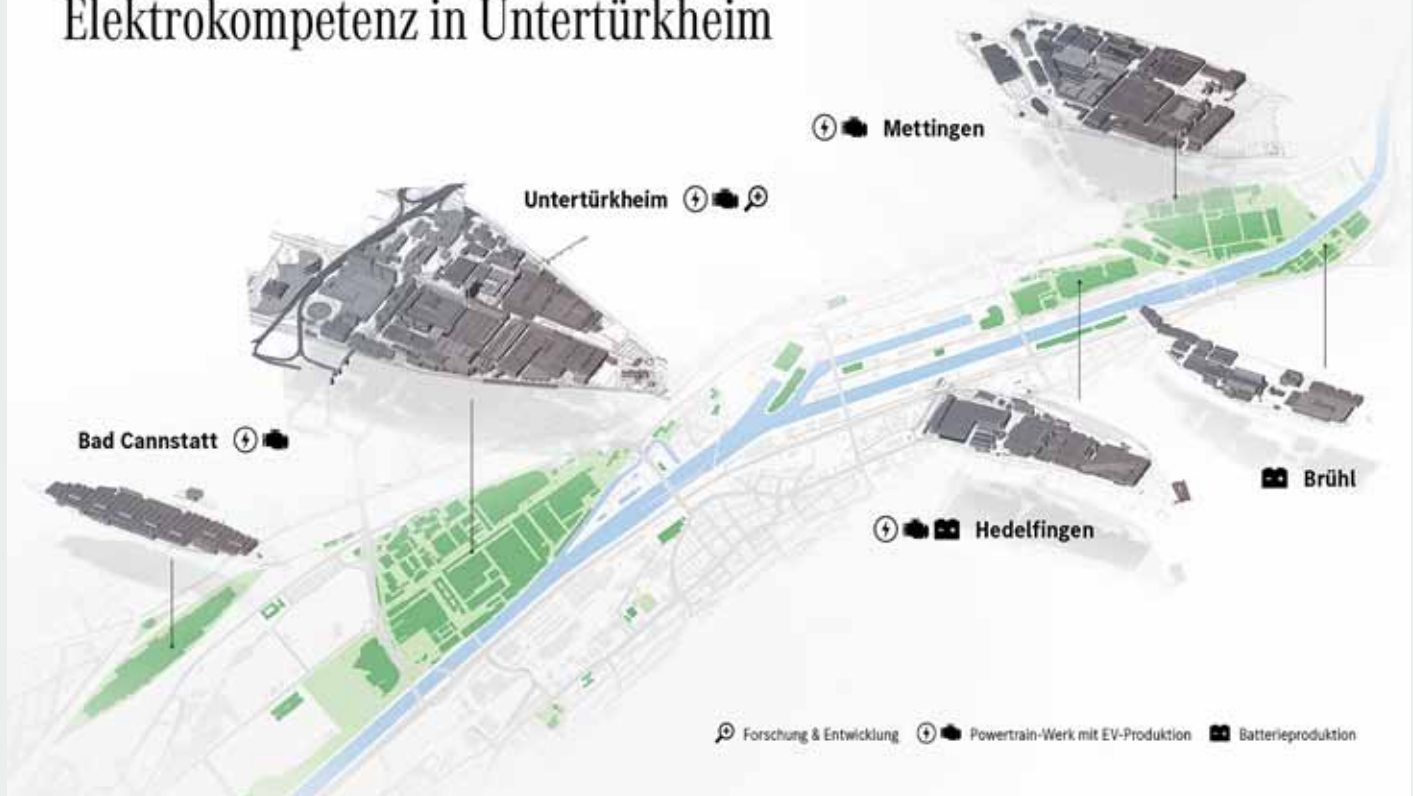 Elektrokompetenz in Untertürkheim
Mettingen
Untertürkheim
Bad Cannstatt
Brühl
Hedelfingen
Forschung & Entwicklung
Powertrain-Werk mit EV-Produktion
Batterieproduktion